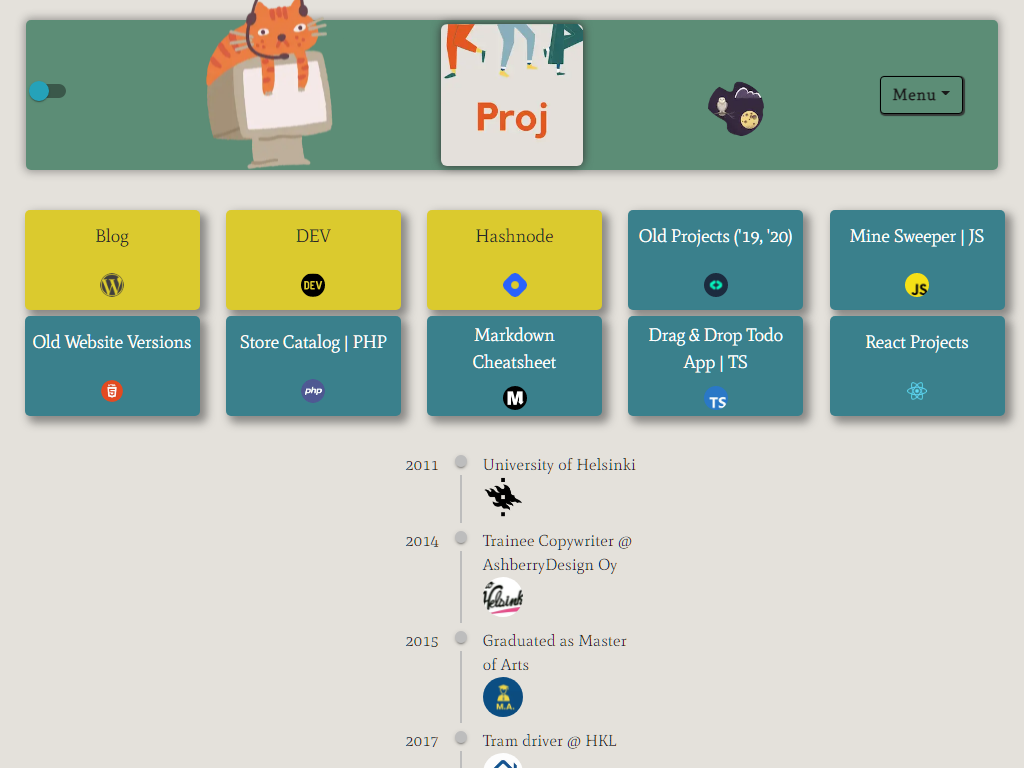 Proj
Menu
Blog
DEV
Hashnode
Old Projects ('19, '20)
Mine Sweeper | JS
DEV
JS
Old Website Versions
Store Catalog | PHP
Markdown
Cheatsheet
Drag & Drop Todo
App | TS
React Projects
5
php
M
TS
2011
University of Helsinki
2014
Trainee Copywriter @
AshberryDesign Oy
Helsinki
2015
Graduated as Master
of Arts
M.A.
2017
Tram driver @ HKL